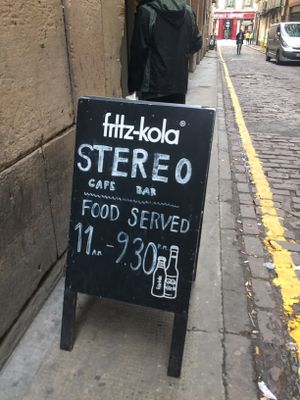 fritz-kola®
STEREO
CAFE BAR
FOOD SERVED
11AM - 9.30PM